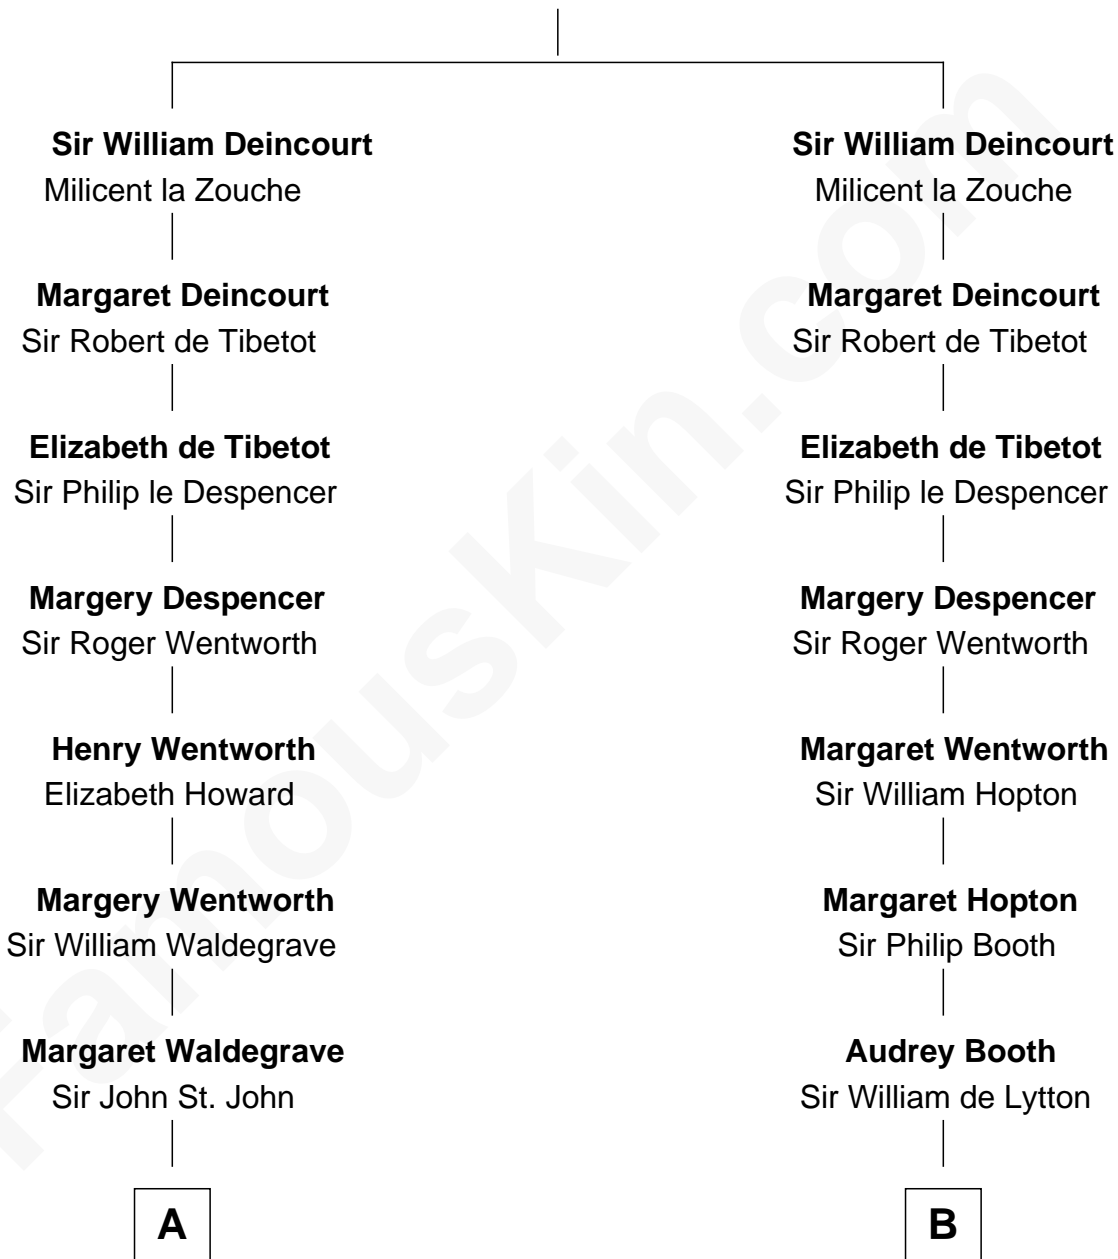 Sir William Deincourt
Milicent la Zouche
Margaret Deincourt
Sir Robert de Tibetot
Elizabeth de Tibetot
Sir Philip le Despencer
Margery Despencer
Sir Roger Wentworth
Henry Wentworth
Elizabeth Howard
Margery Wentworth
Sir William Waldegrave
Margaret Waldegrave
Sir John St. John
A
Sir William Deincourt
Milicent la Zouche
Margaret Deincourt
Sir Robert de Tibetot
Elizabeth de Tibetot
Sir Philip le Despencer
Margery Despencer
Sir Roger Wentworth
Margaret Wentworth
Sir William Hopton
Margaret Hopton
Sir Philip Booth
Audrey Booth
Sir William de Lytton
B
FamousKin.com